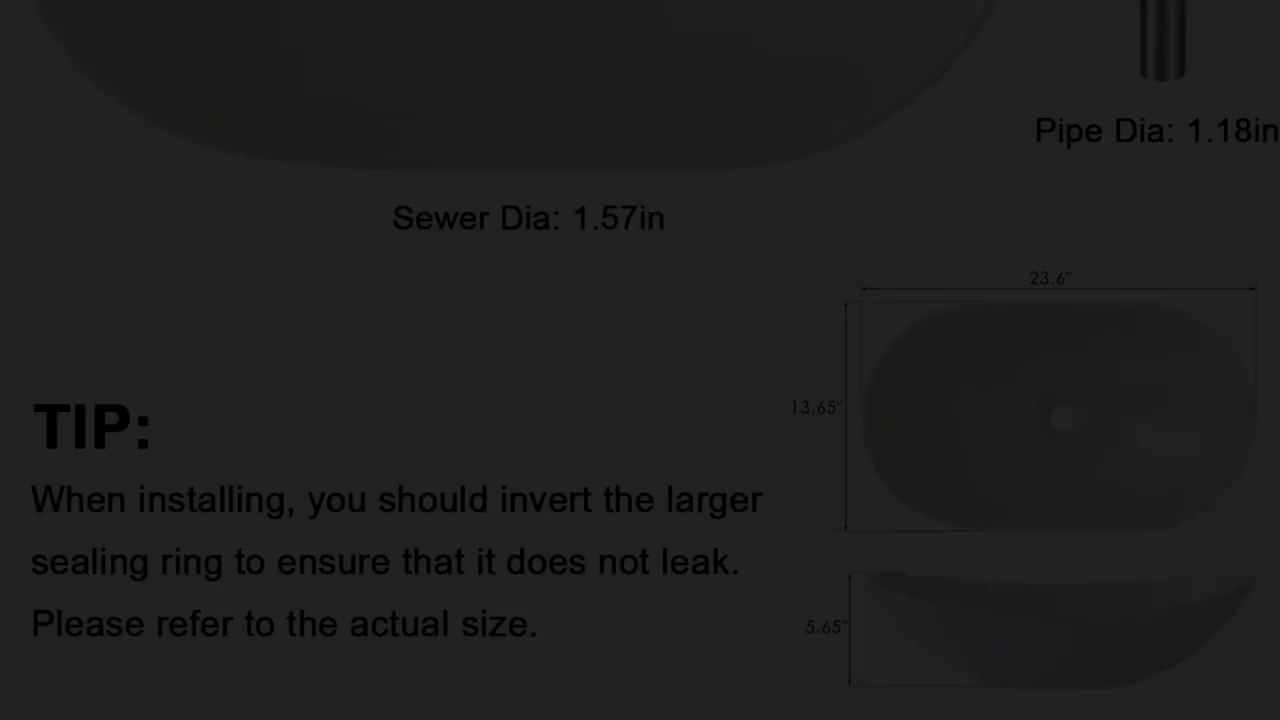 Pipe Dia: 1.18in
Sewer Dia: 1.57in
23.6"
13.65"
TIP:
When installing, you should invert the larger
sealing ring to ensure that it does not leak.
Please refer to the actual size.
5.65"